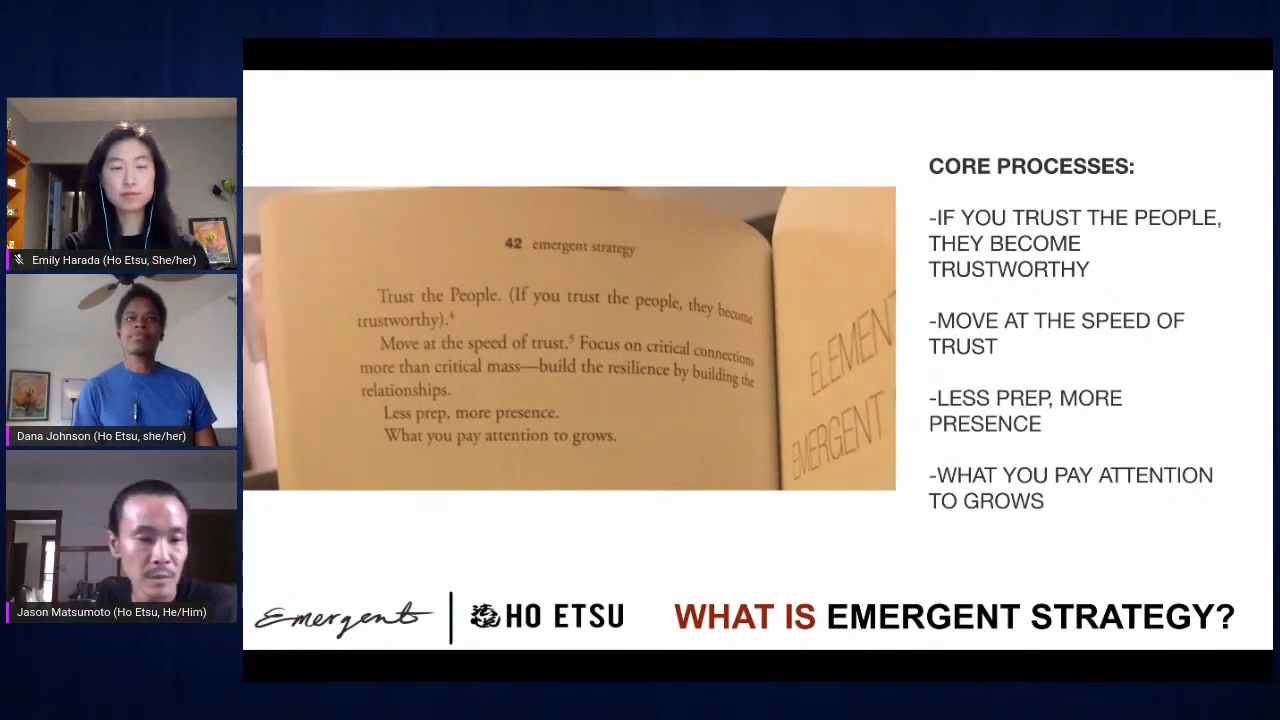 Emily Harada (Ho Etsu, She/her)
Dana Johnson (Ho Etsu, she/her)
Jason Matsumoto (Ho Etsu, He/Him)
42 emergent strategy
Trust the People. (If you trust the people, they become
trustworthy).⁴
Move at the speed of trust.⁵ Focus on critical connections
more than critical mass—build the resilience by building the
relationships.
Less prep, more presence.
What you pay attention to grows.
ELEMENT
EMERGENT
CORE PROCESSES:
-IF YOU TRUST THE PEOPLE,
THEY BECOME
TRUSTWORTHY
-MOVE AT THE SPEED OF
TRUST
-LESS PREP, MORE
PRESENCE
-WHAT YOU PAY ATTENTION
TO GROWS
Emergent
HO ETSU
WHAT IS EMERGENT STRATEGY?